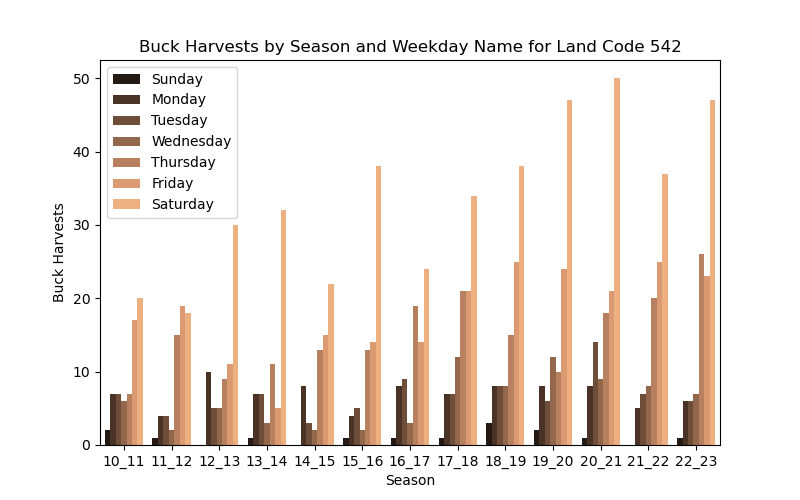 Buck Harvests by Season and Weekday Name for Land Code 542
Sunday
Monday
Tuesday
Wednesday
Thursday
Friday
Saturday
Buck Harvests
50
40
30
20
10
0
10_11 11_12 12_13 13_14 14_15 15_16 16_17 17_18 18_19 19_20 20_21 21_22 22_23
Season